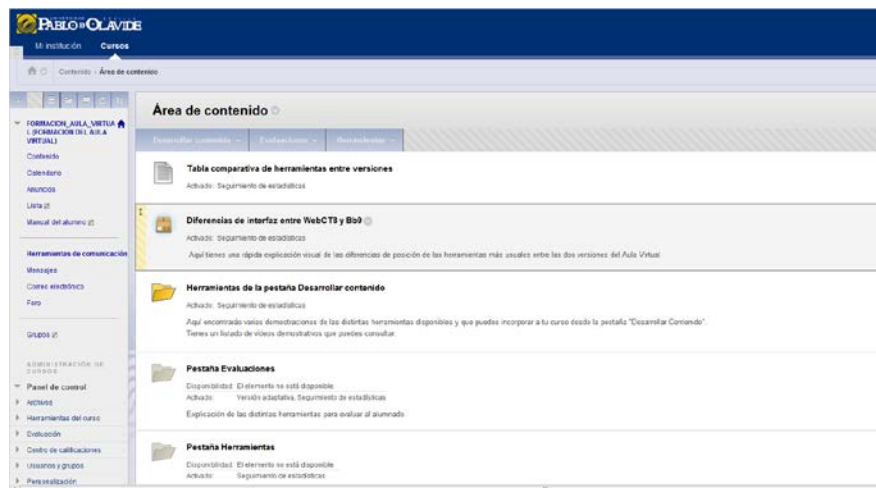 PABLO DE OLAVIDE
Mi institución Cursos
Contenido Área de contenido
FORMACION_AULA_VIRTUA
L (FORMACION DEL AULA
VIRTUAL)
Contenido
Calendario
Anuncios
Lista
Manual del alumno
Herramientas de comunicación
Mensajes
Correo electrónico
Foro
Grupos
ADMINISTRACIÓN DE
CURSOS
Panel de control
Archivos
Herramientas del curso
Evaluación
Centro de calificaciones
Usuarios y grupos
Personalización
Área de contenido
Desarrollar contenido Evaluaciones Herramientas
Tabla comparativa de herramientas entre versiones
Activado: Seguimiento de estadísticas
Diferencias de interfaz entre WebCT8 y Bb9
Activado: Seguimiento de estadísticas
Aquí tienes una rápida explicación visual de las diferencias de posición de las herramientas más usuales entre las dos versiones del Aula Virtual
Herramientas de la pestaña Desarrollar contenido
Activado: Seguimiento de estadísticas
Aquí encontrarás varias demostraciones de las distintas herramientas disponibles y que puedes incorporar a tu curso desde la pestaña "Desarrollar Contenido".
Tienes un listado de vídeos demostrativos que puedes consultar.
Pestaña Evaluaciones
Disponibilidad: El elemento no está disponible.
Activado: Versión adaptativa, Seguimiento de estadísticas
Explicación de las distintas herramientas para evaluar al alumnado
Pestaña Herramientas
Disponibilidad: El elemento no está disponible.
Activado: Seguimiento de estadísticas